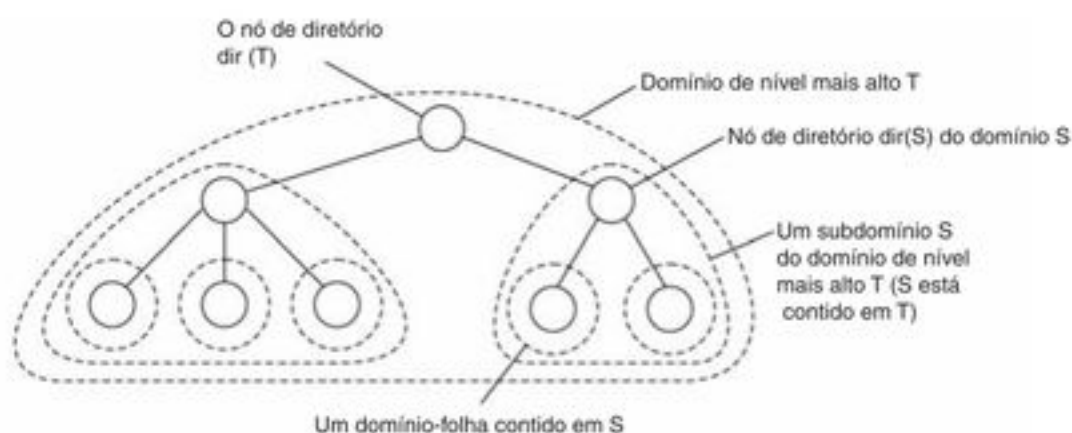 O nó de diretório
dir (T)
Domínio de nível mais alto T
Nó de diretório dir(S) do domínio S
Um subdomínio S
do domínio de nível
mais alto T (S está
contido em T)
Um domínio-folha contido em S